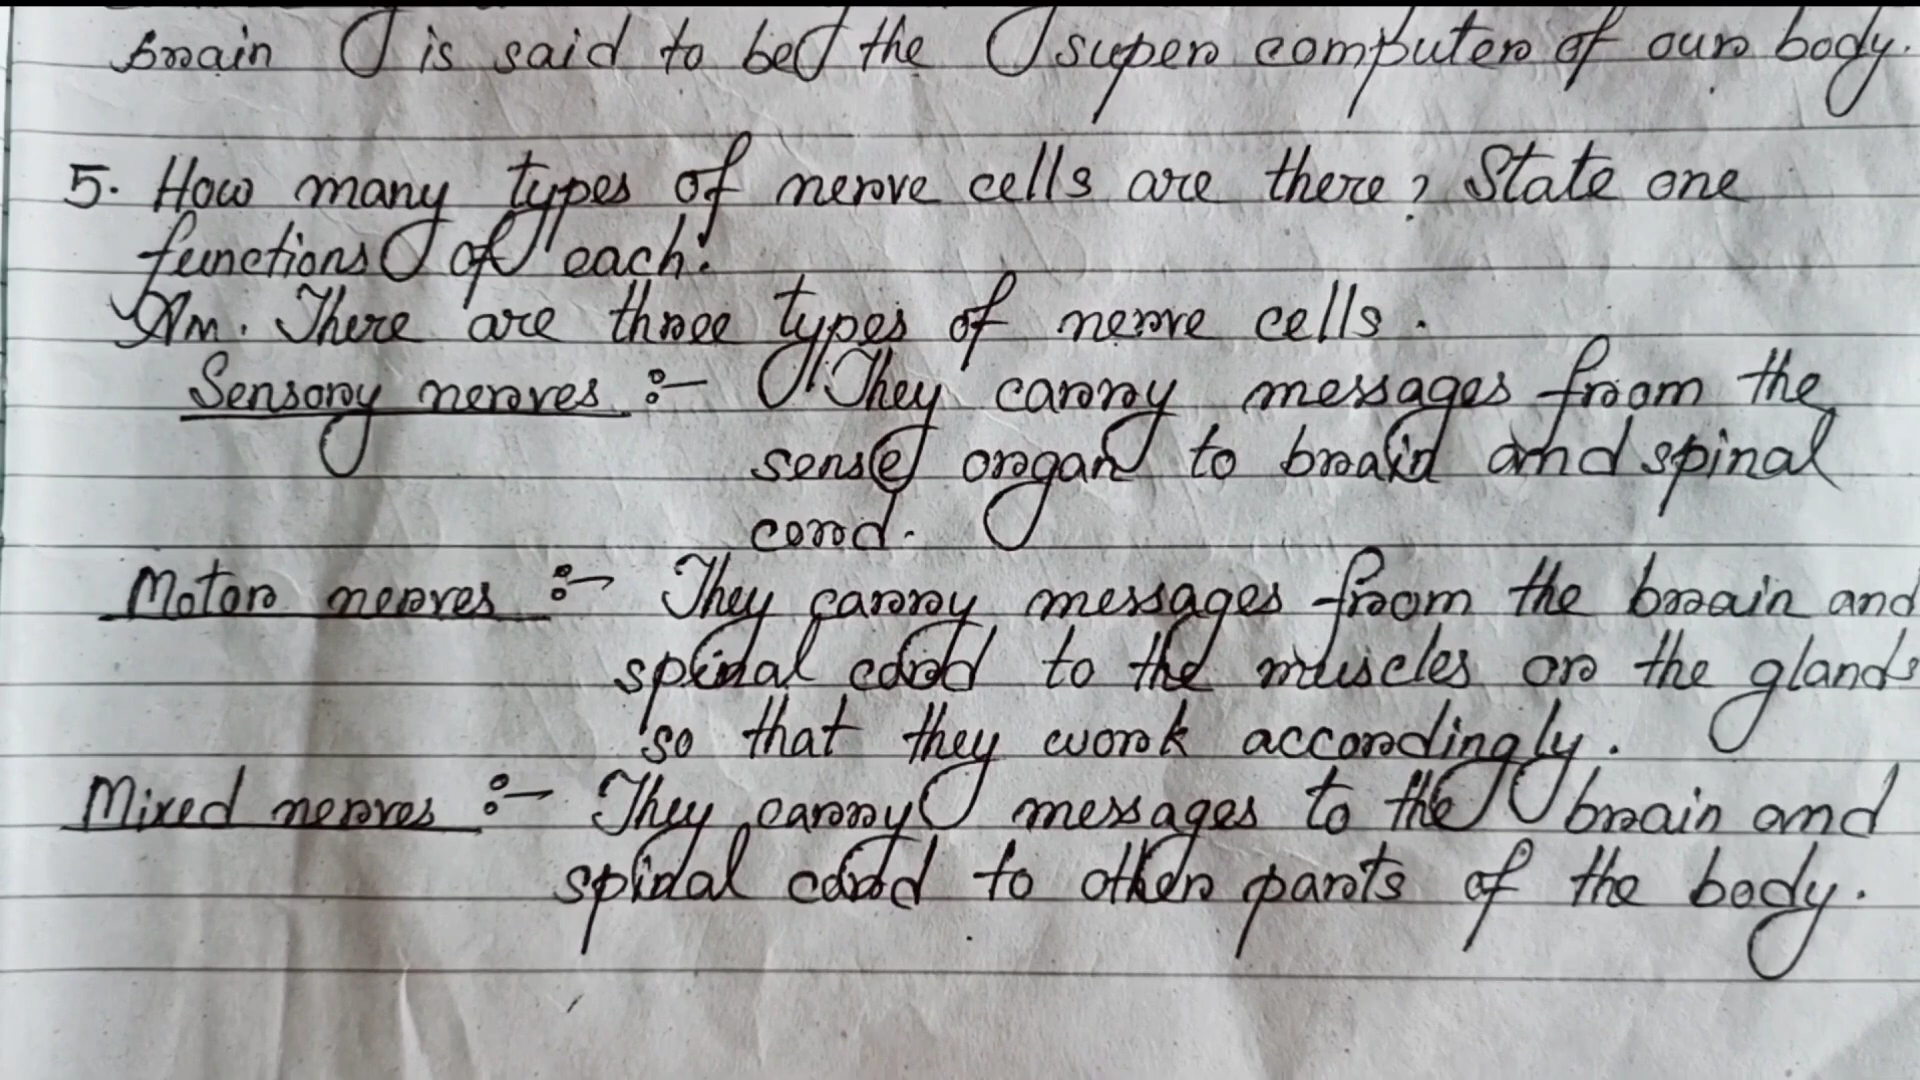 brain is said to be the super computer of our body.
5. How many types of nerve cells are there? State one
functions of each.
Ans. There are three types of nerve cells.
Sensory nerves :- They carry messages from the
sense organ to brain and spinal
cord.
Motor nerves :- They carry messages from the brain and
spinal cord to the muscles or the glands
so that they work accordingly.
Mixed nerves :- They carry messages to the brain and
spinal cord to other parts of the body.